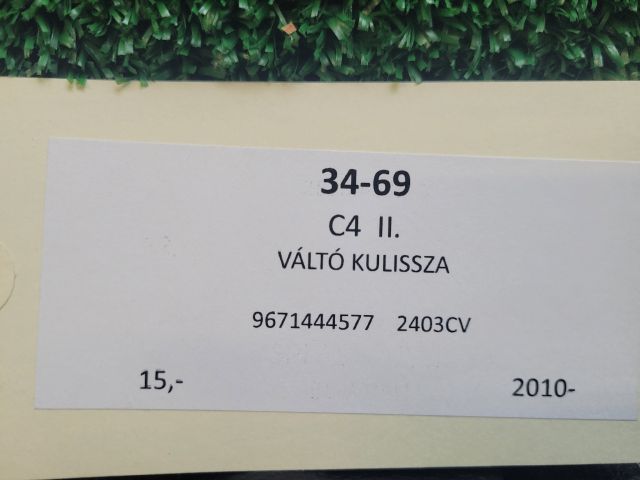 34-69
C4 II.
VÁLTÓ KULISSZA
9671444577 2403CV
15,- 2010-